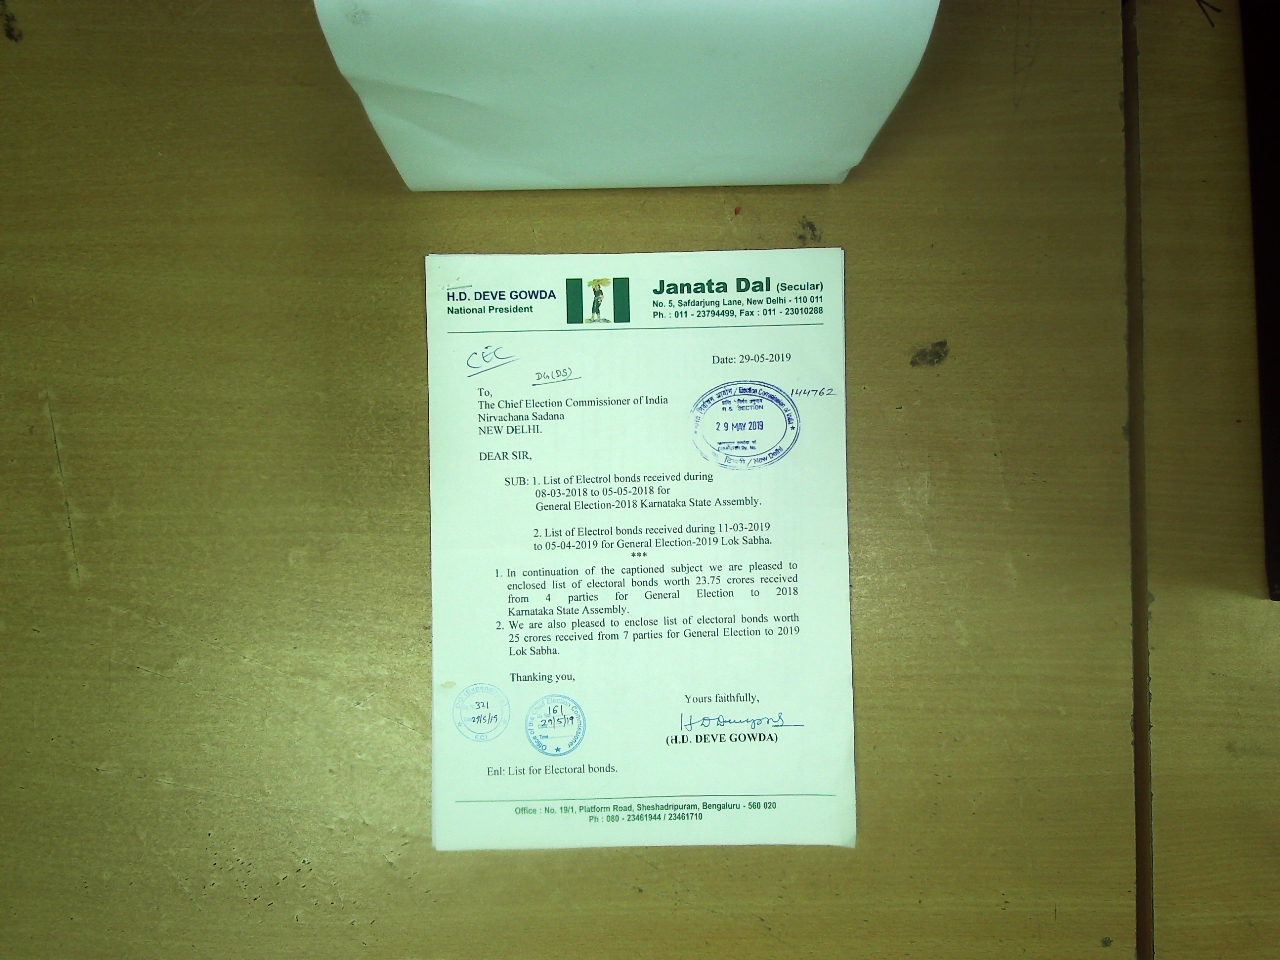 H.D. DEVE GOWDA
National President
Janata Dal (Secular)
No. 5, Safdarjung Lane, New Delhi - 110 011
Ph. : 011 - 23794499, Fax : 011 - 23010288
CEC
Date: 29-05-2019
DG(DS)
To,
The Chief Election Commissioner of India
Nirvachana Sadana
NEW DELHI.
144762
Election Commission of India
R & I SECTION
29 MAY 2019
New Delhi
DEAR SIR,
SUB: 1. List of Electrol bonds received during
08-03-2018 to 05-05-2018 for
General Election-2018 Karnataka State Assembly.
2. List of Electrol bonds received during 11-03-2019
to 05-04-2019 for General Election-2019 Lok Sabha.
***
1. In continuation of the captioned subject we are pleased to
enclosed list of electoral bonds worth 23.75 crores received
from 4 parties for General Election to 2018
Karnataka State Assembly.
2. We are also pleased to enclose list of electoral bonds worth
25 crores received from 7 parties for General Election to 2019
Lok Sabha.
Thanking you,
Yours faithfully,
321
29/5/19
Office of the Chief Election Commissioner
161
29/5/19
(H.D. DEVE GOWDA)
Enl: List for Electoral bonds.
Office : No. 19/1, Platform Road, Sheshadripuram, Bengaluru - 560 020
Ph : 080 - 23461944 / 23461710